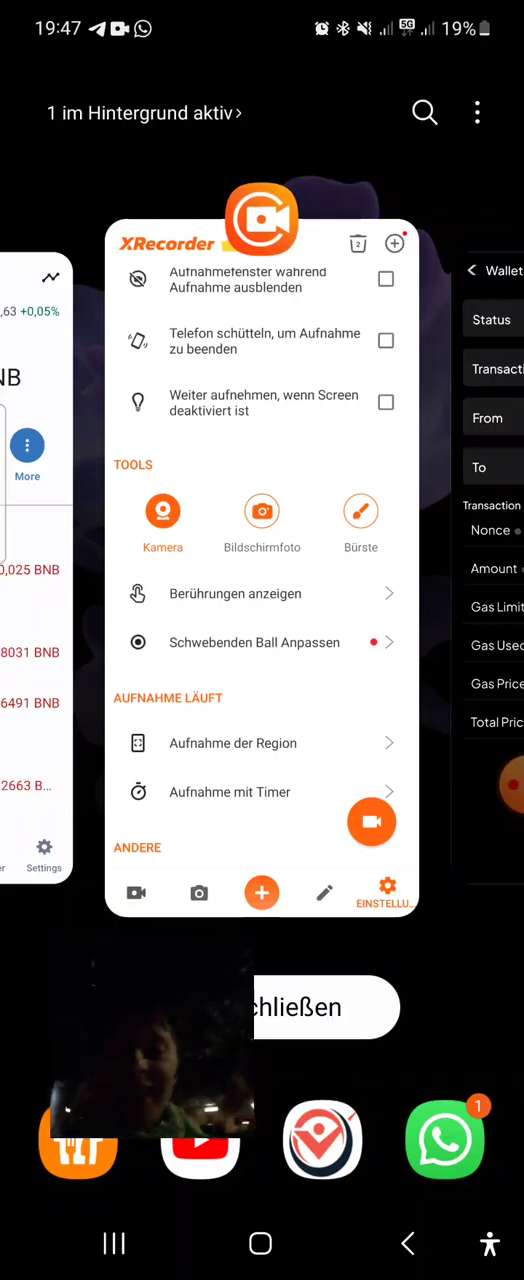 19:47
5G
19%
1 im Hintergrund aktiv
XRecorder
2
Aufnahmefenster während
Aufnahme ausblenden
Telefon schütteln, um Aufnahme
zu beenden
Weiter aufnehmen, wenn Screen
deaktiviert ist
TOOLS
Kamera
Bildschirmfoto
Bürste
Berührungen anzeigen
Schwebenden Ball Anpassen
AUFNAHME LÄUFT
Aufnahme der Region
Aufnahme mit Timer
ANDERE
EINSTELLU...
,63 +0,05%
NB
More
0,025 BNB
8031 BNB
6491 BNB
2663 B...
er
Settings
Wallet
Status
Transacti
From
To
Transaction
Nonce
Amount
Gas Limit
Gas Used
Gas Price
Total Pric
chließen
1